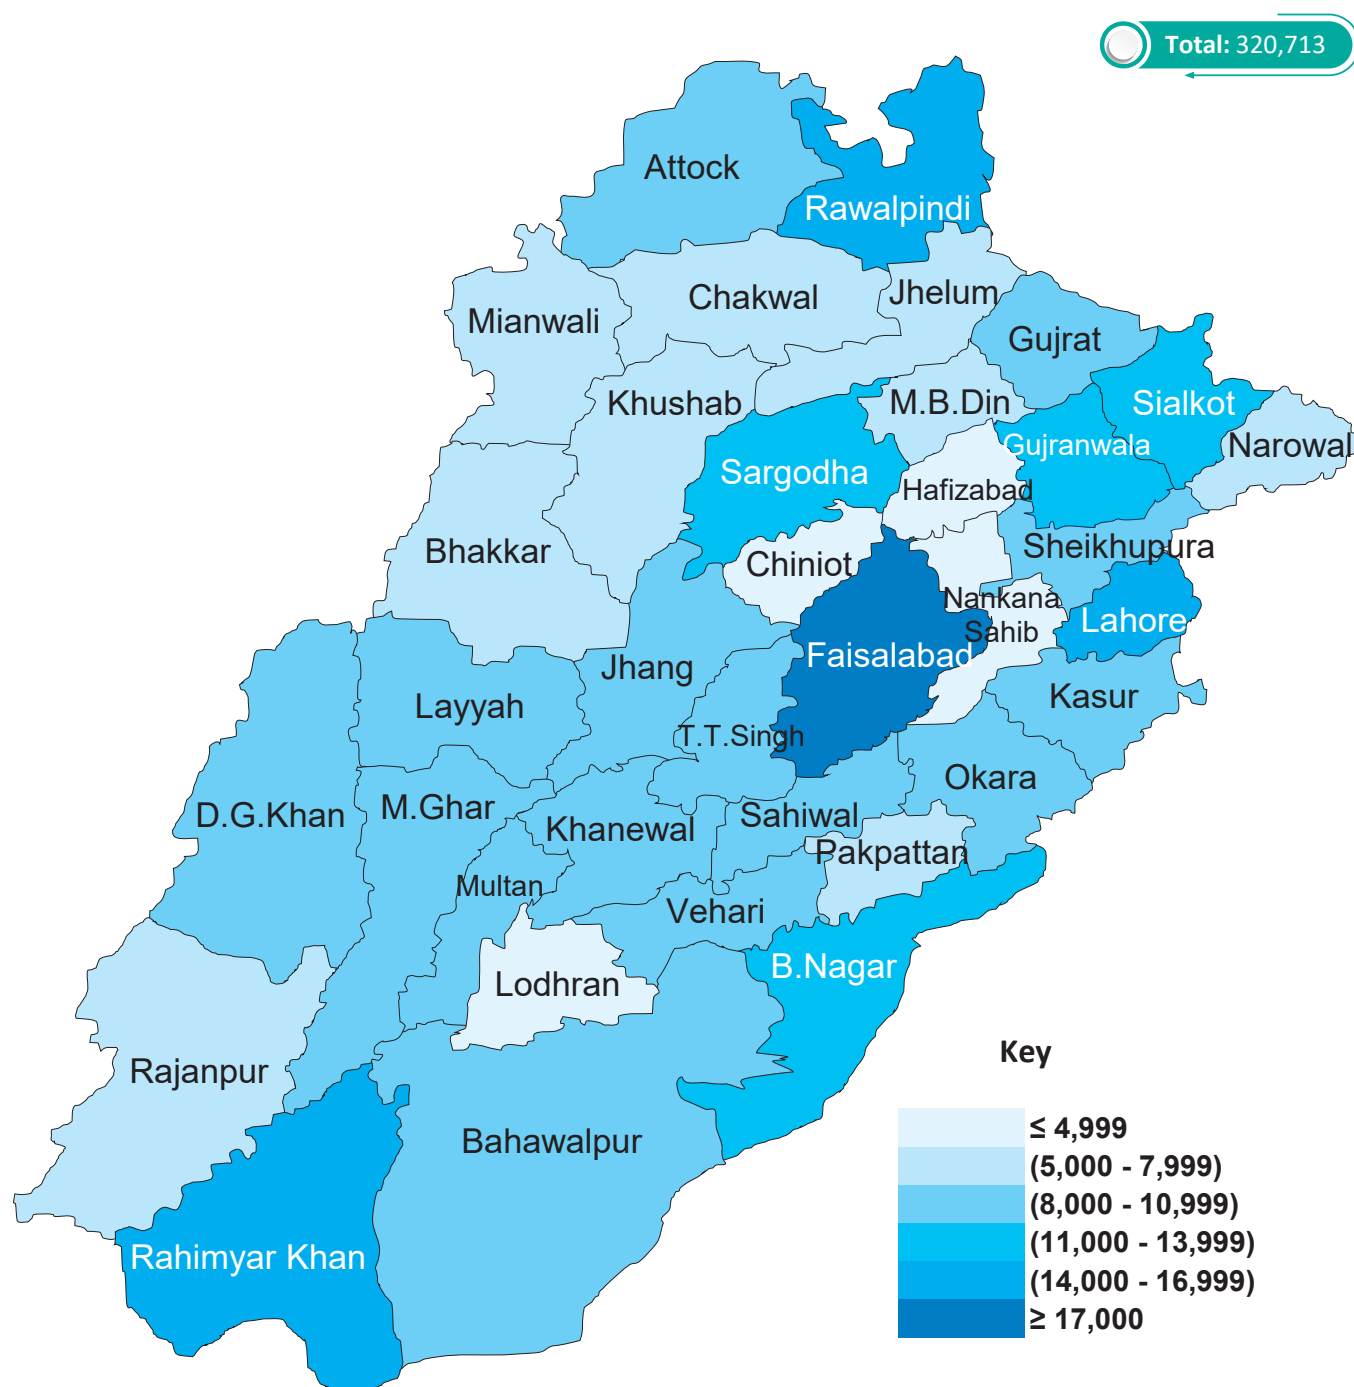 Total: 320,713
Attock
Rawalpindi
Chakwal
Jhelum
Mianwali
Gujrat
Khushab
M.B.Din
Sialkot
Gujranwala
Narowal
Sargodha
Hafizabad
Bhakkar
Chiniot
Sheikhupura
Nankana
Sahib
Lahore
Faisalabad
Jhang
Kasur
Layyah
T.T.Singh
Okara
D.G.Khan
M.Ghar
Khanewal
Sahiwal
Pakpattan
Multan
Vehari
B.Nagar
Lodhran
Rajanpur
Bahawalpur
Rahimyar Khan
Key
≤ 4,999
(5,000 - 7,999)
(8,000 - 10,999)
(11,000 - 13,999)
(14,000 - 16,999)
≥ 17,000